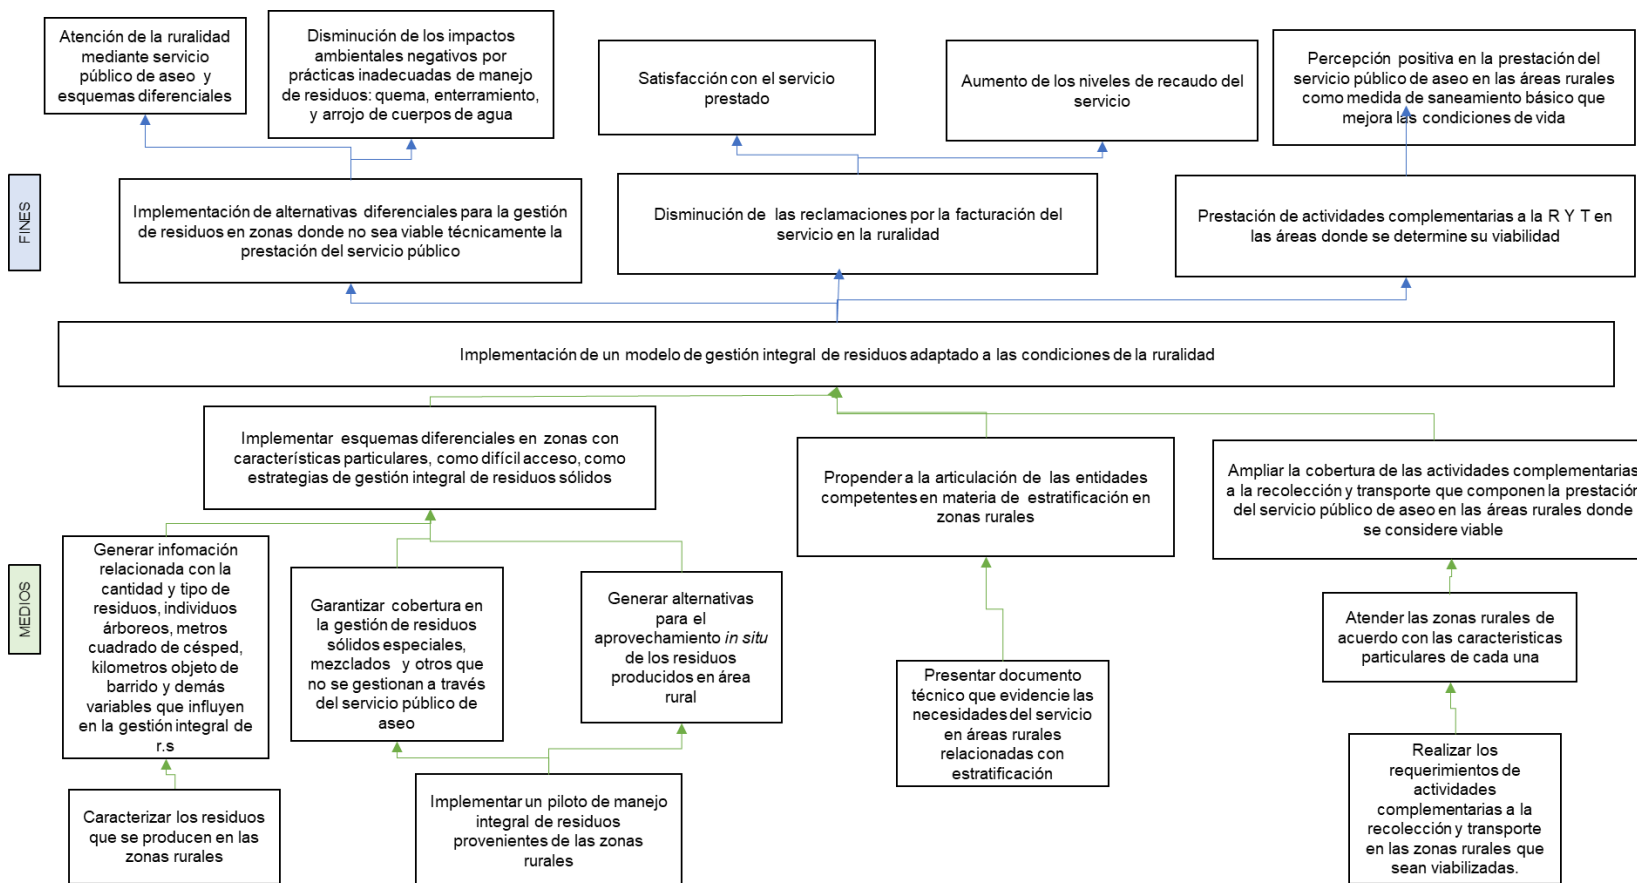 Atención de la ruralidad
mediante servicio
público de aseo y
esquemas diferenciales
Disminución de los impactos
ambientales negativos por
prácticas inadecuadas de manejo
de residuos: quema, enterramiento,
y arrojo de cuerpos de agua
Satisfacción con el servicio
prestado
Aumento de los niveles de recaudo del
servicio
Percepción positiva en la prestación del
servicio público de aseo en las áreas rurales
como medida de saneamiento básico que
mejora las condiciones de vida
FINES
Implementación de alternativas diferenciales para la gestión
de residuos en zonas donde no sea viable técnicamente la
prestación del servicio público
Disminución de las reclamaciones por la facturación del
servicio en la ruralidad
Prestación de actividades complementarias a la R Y T en
las áreas donde se determine su viabilidad
Implementación de un modelo de gestión integral de residuos adaptado a las condiciones de la ruralidad
Implementar esquemas diferenciales en zonas con
características particulares, como difícil acceso, como
estrategias de gestión integral de residuos sólidos
Propender a la articulación de las entidades
competentes en materia de estratificación en
zonas rurales
Ampliar la cobertura de las actividades complementarias
a la recolección y transporte que componen la prestación
del servicio público de aseo en las áreas rurales donde
se considere viable
MEDIOS
Generar infomación
relacionada con la
cantidad y tipo de
residuos, individuos
árboreos, metros
cuadrado de césped,
kilometros objeto de
barrido y demás
variables que influyen
en la gestión integral de
r.s
Garantizar cobertura en
la gestión de residuos
sólidos especiales,
mezclados y otros que
no se gestionan a través
del servicio público de
aseo
Generar alternativas
para el
aprovechamiento in situ
de los residuos
producidos en área
rural
Presentar documento
técnico que evidencie las
necesidades del servicio
en áreas rurales
relacionadas con
estratificación
Atender las zonas rurales de
acuerdo con las caracteristicas
particulares de cada una
Caracterizar los residuos
que se producen en las
zonas rurales
Implementar un piloto de manejo
integral de residuos
provenientes de las zonas
rurales
Realizar los
requerimientos de
actividades
complementarias a la
recolección y transporte
en las zonas rurales que
sean viabilizadas.